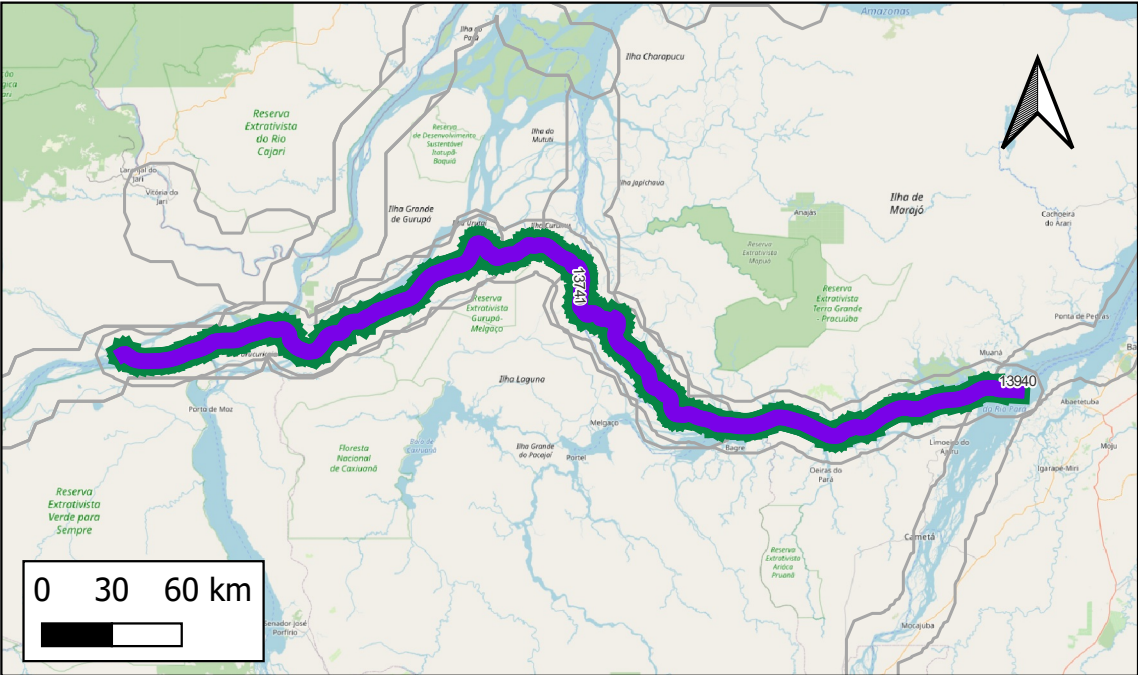 Amazonas
Ilha do
Pará
Ilha Charapucu
Reserva
Extrativista
do Rio
Cajari
Reserva
de Desenvolvimento
Sustentável
Itatupã-
Baquiá
Ilha do
Mututi
Laranjal do
Jari
Vitória do
Jari
Ilha Japichaua
Ilha Grande
de Gurupá
Anajás
Ilha de
Marajó
Cachoeira
do Arari
Reserva
Extrativista
Mapuá
13741
Reserva
Extrativista
Gurupá-
Melgaço
Reserva
Extrativista
Terra Grande
- Pracuúba
Ponta de Pedras
Muaná
Ilha Laguna
13940
do Rio Pará
Abaetetuba
Porto de Moz
Melgaço
Limoeiro do
Ajuru
Moju
Floresta
Nacional
de Caxiuanã
Baía de
Caxiuanã
Ilha Grande
do Pacajaí
Portel
Bagre
Oeiras do
Pará
Igarapé-Miri
Reserva
Extrativista
Verde para
Sempre
Cametá
Reserva
Extrativista
Arióca
Pruanã
0 30 60 km
Senador José
Porfírio
Mocajuba